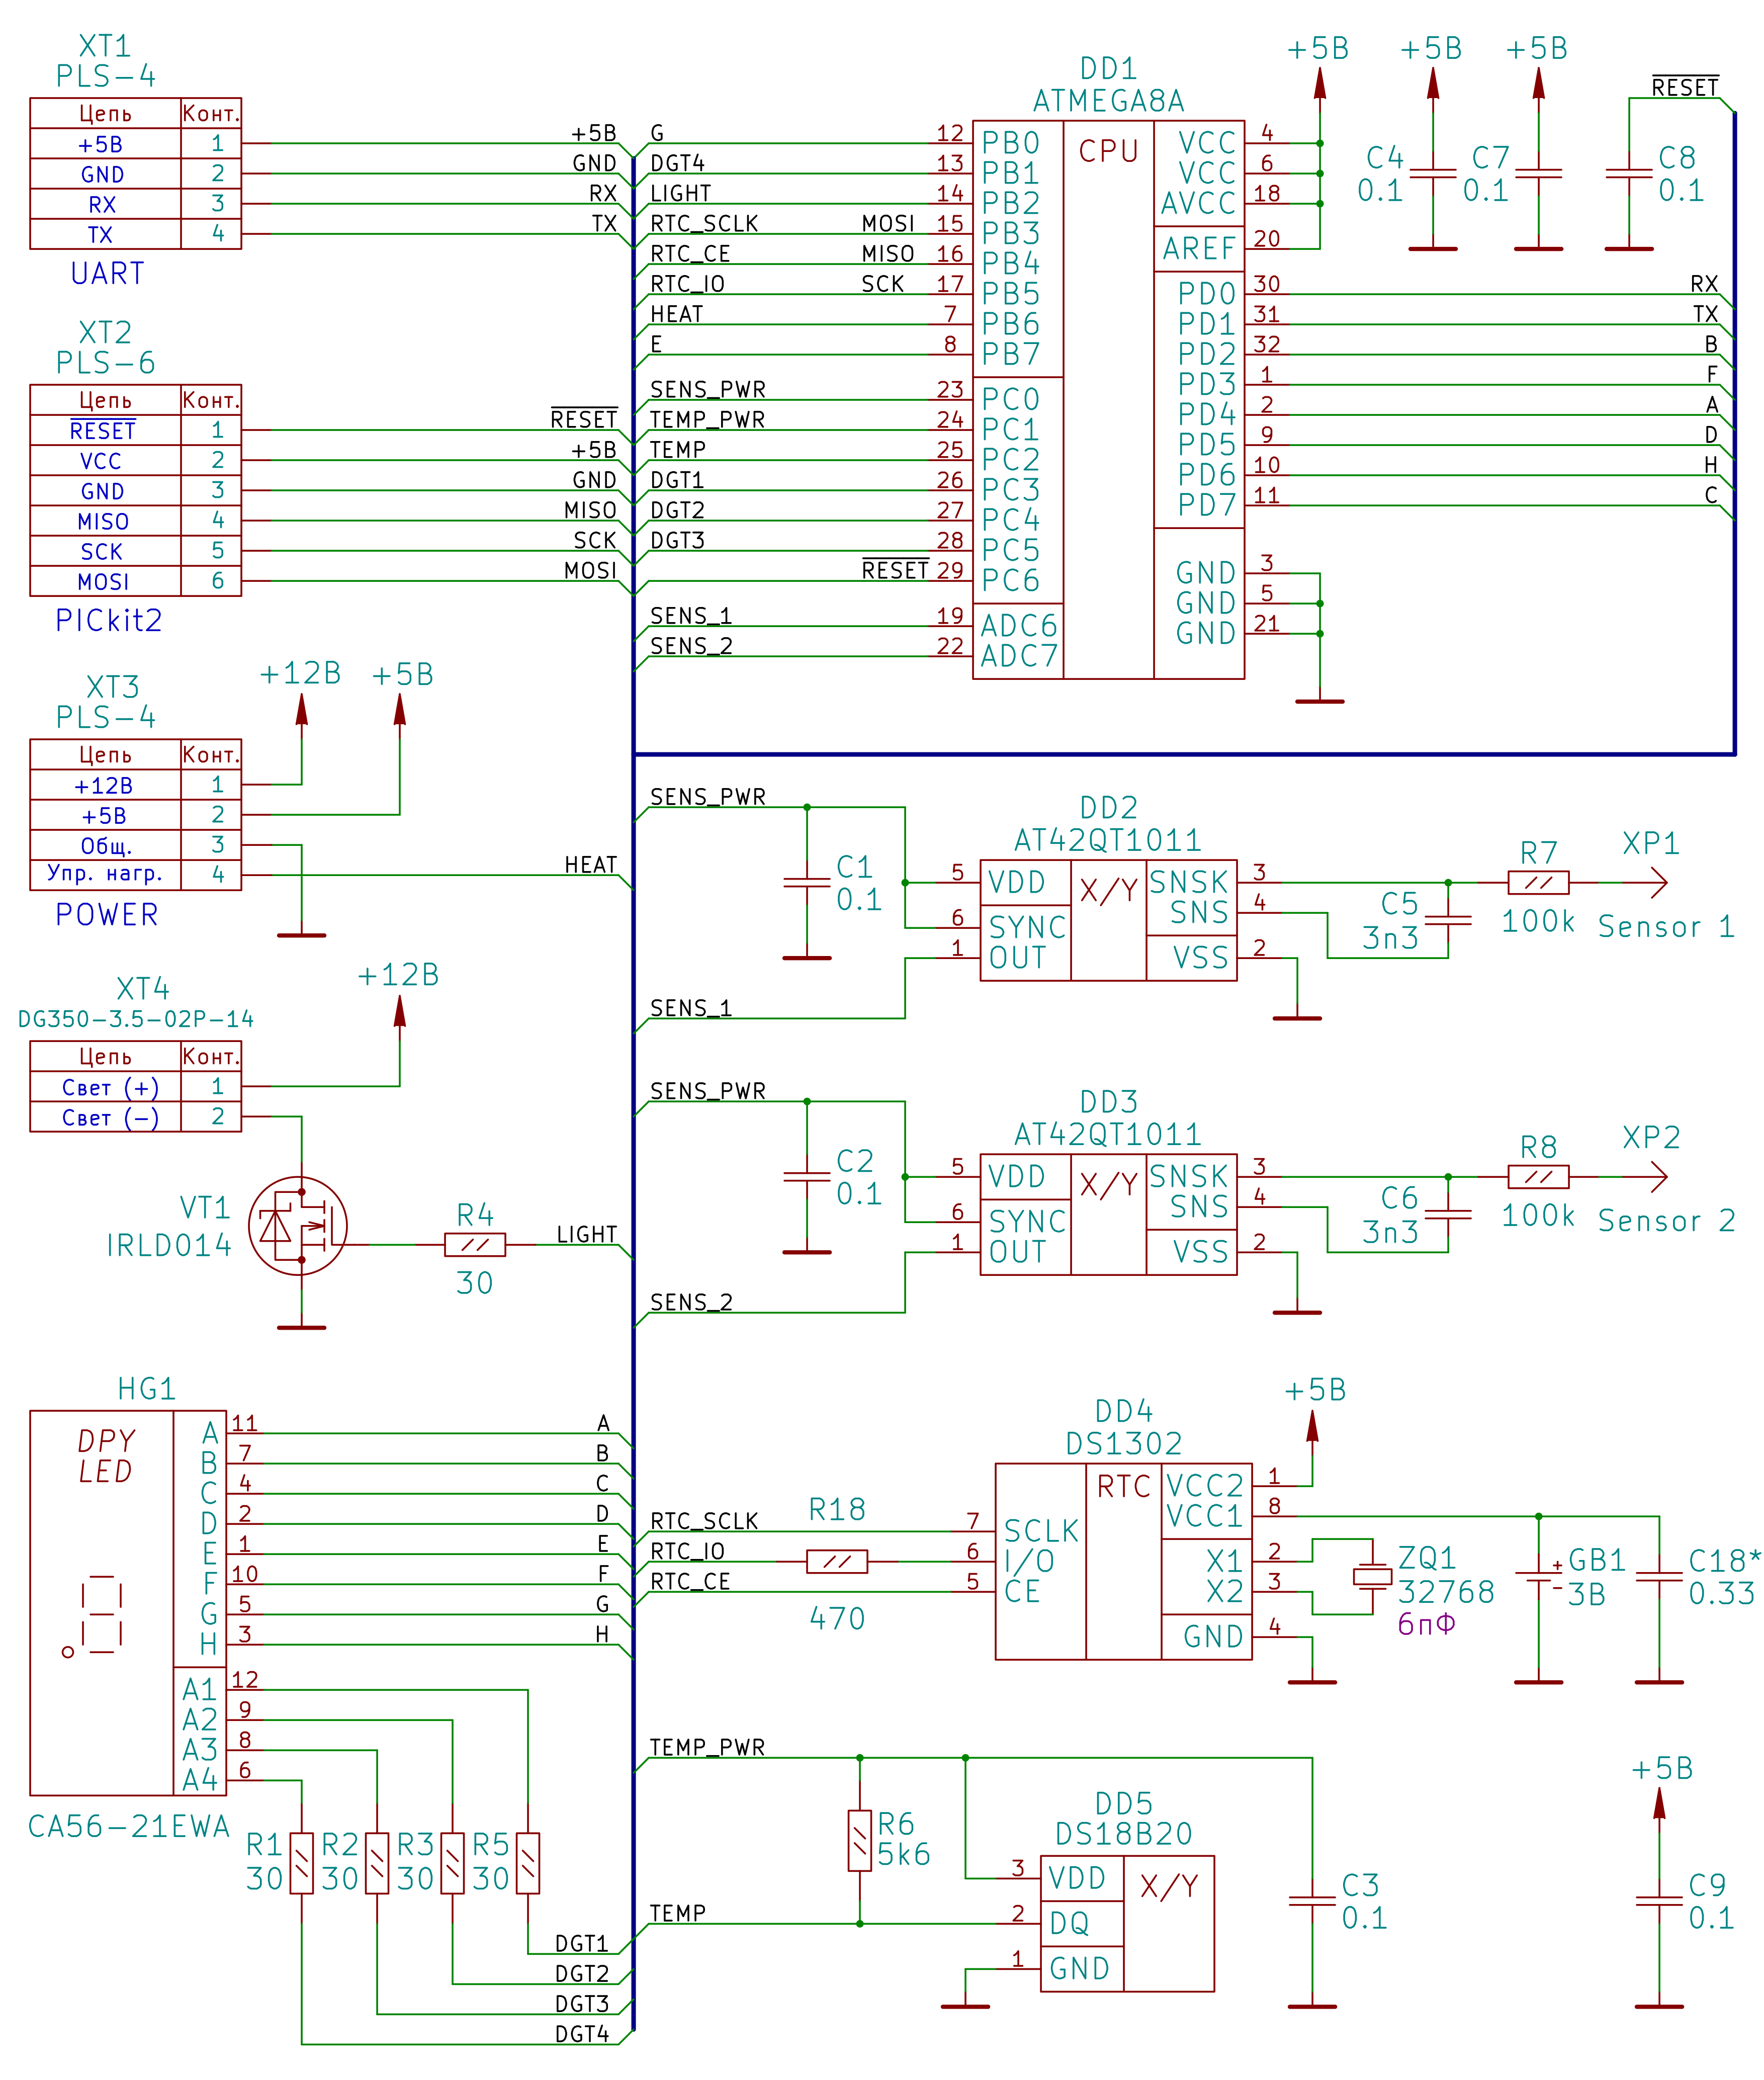 XT1
PLS-4
Цепь Конт.
+5В 1
GND 2
RX 3
TX 4
UART
+5В
GND
RX
TX
XT2
PLS-6
Цепь Конт.
RESET 1
VCC 2
GND 3
MISO 4
SCK 5
MOSI 6
PICkit2
RESET
+5В
GND
MISO
SCK
MOSI
XT3
PLS-4
+12В
+5В
Цепь Конт.
+12В 1
+5В 2
Общ. 3
Упр. нагр. 4
POWER
HEAT
XT4
DG350-3.5-02P-14
+12В
Цепь Конт.
Свет (+) 1
Свет (-) 2
VT1
IRLD014
R4
30
LIGHT
HG1
DPY
LED
A 11 A
B 7 B
C 4 C
D 2 D
E 1 E
F 10 F
G 5 G
H 3 H
A1 12
A2 9
A3 8
A4 6
CA56-21EWA
R1
30
R2
30
R3
30
R5
30
DGT1
DGT2
DGT3
DGT4
DD1
ATMEGA8A
CPU
G 12 PB0
DGT4 13 PB1
LIGHT 14 PB2
RTC_SCLK MOSI 15 PB3
RTC_CE MISO 16 PB4
RTC_IO SCK 17 PB5
HEAT 7 PB6
E 8 PB7
SENS_PWR 23 PC0
TEMP_PWR 24 PC1
TEMP 25 PC2
DGT1 26 PC3
DGT2 27 PC4
DGT3 28 PC5
RESET 29 PC6
SENS_1 19 ADC6
SENS_2 22 ADC7
VCC 4
VCC 6
AVCC 18
AREF 20
PD0 30 RX
PD1 31 TX
PD2 32 B
PD3 1 F
PD4 2 A
PD5 9 D
PD6 10 H
PD7 11 C
GND 3
GND 5
GND 21
+5В
+5В
+5В
RESET
C4
0.1
C7
0.1
C8
0.1
SENS_PWR
C1
0.1
SENS_1
DD2
AT42QT1011
X/Y
5 VDD
6 SYNC
1 OUT
SNSK 3
SNS 4
VSS 2
C5
3n3
R7
100k
XP1
Sensor 1
SENS_PWR
C2
0.1
SENS_2
DD3
AT42QT1011
X/Y
5 VDD
6 SYNC
1 OUT
SNSK 3
SNS 4
VSS 2
C6
3n3
R8
100k
XP2
Sensor 2
DD4
DS1302
RTC
+5В
RTC_SCLK 7 SCLK
RTC_IO 6 I/O
RTC_CE 5 CE
R18
470
VCC2 1
VCC1 8
X1 2
X2 3
GND 4
ZQ1
32768
6пФ
+
-
GB1
3В
C18*
0.33
TEMP_PWR
R6
5k6
TEMP
DD5
DS18B20
X/Y
3 VDD
2 DQ
1 GND
C3
0.1
+5В
C9
0.1